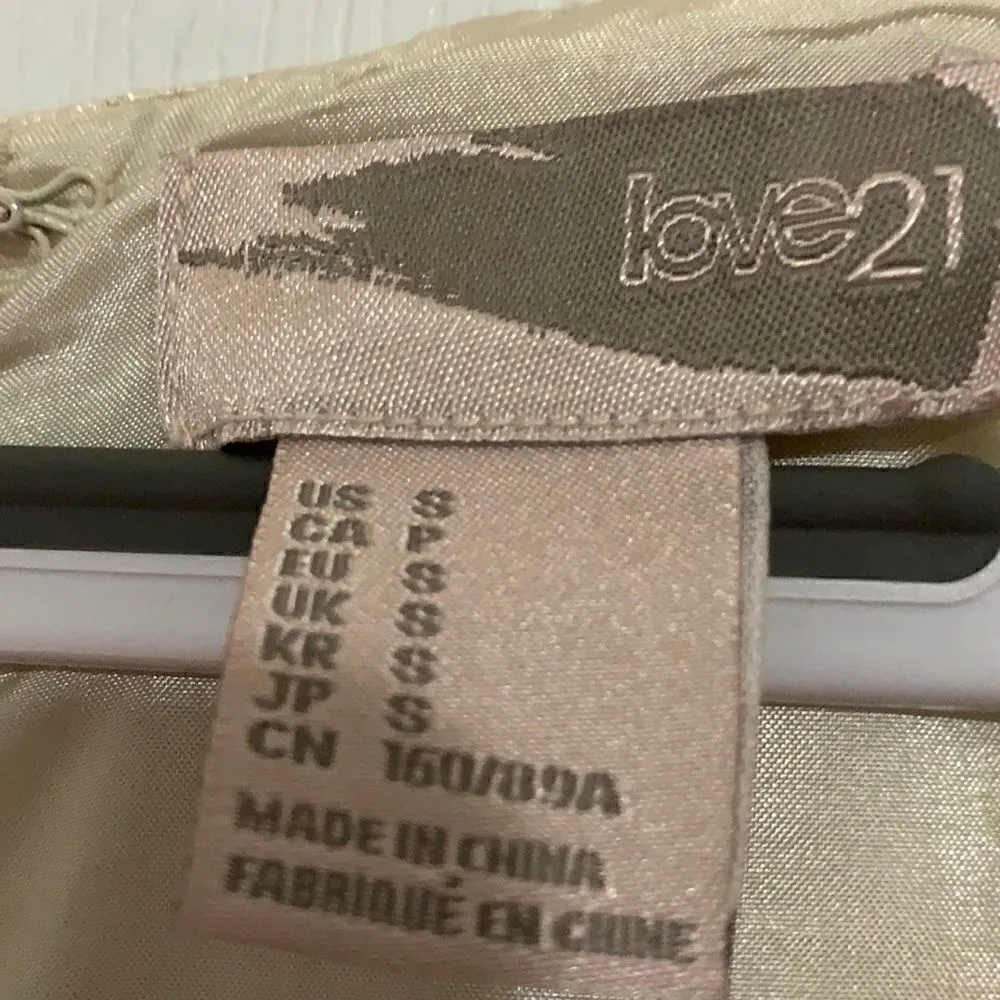 love21
US S
CA P
EU S
UK S
KR S
JP S
CN 160/89A
MADE IN CHINA
FABRIQUÉ EN CHINE